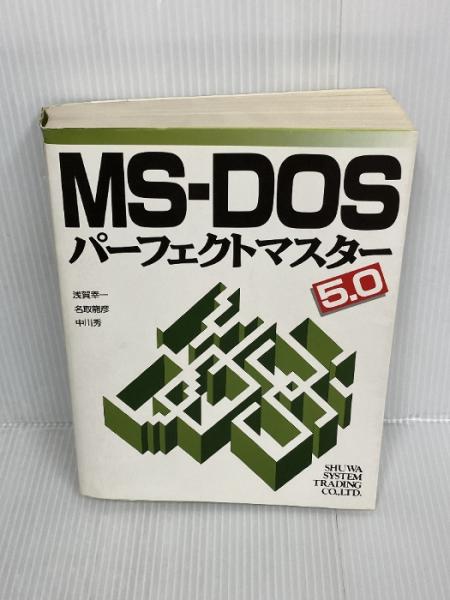 MS-DOS
パーフェクトマスター
5.0
浅賀幸一
名取龍彦
中川秀
SHUWA
SYSTEM
TRADING
CO.,LTD.